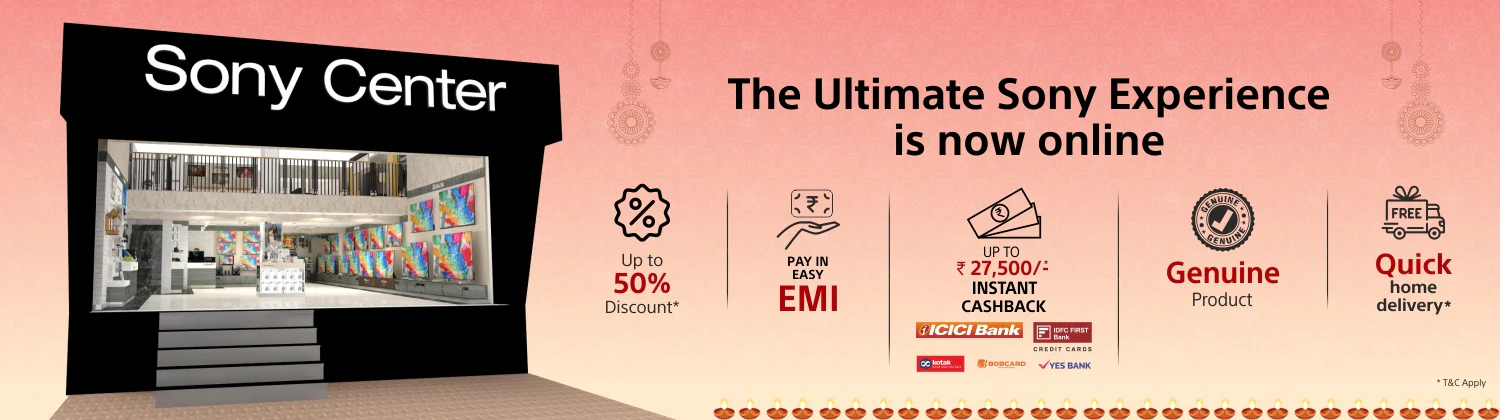 Sony Center
The Ultimate Sony Experience
is now online
Up to
50%
Discount*
₹
PAY IN
EASY
EMI
₹
UP TO
₹ 27,500/-*
INSTANT
CASHBACK
ICICI Bank
IDFC FIRST
Bank
CREDIT CARDS
kotak
BOBCARD
YES BANK
GENUINE
GENUINE
Genuine
Product
FREE
Quick
home
delivery*
* T&C Apply